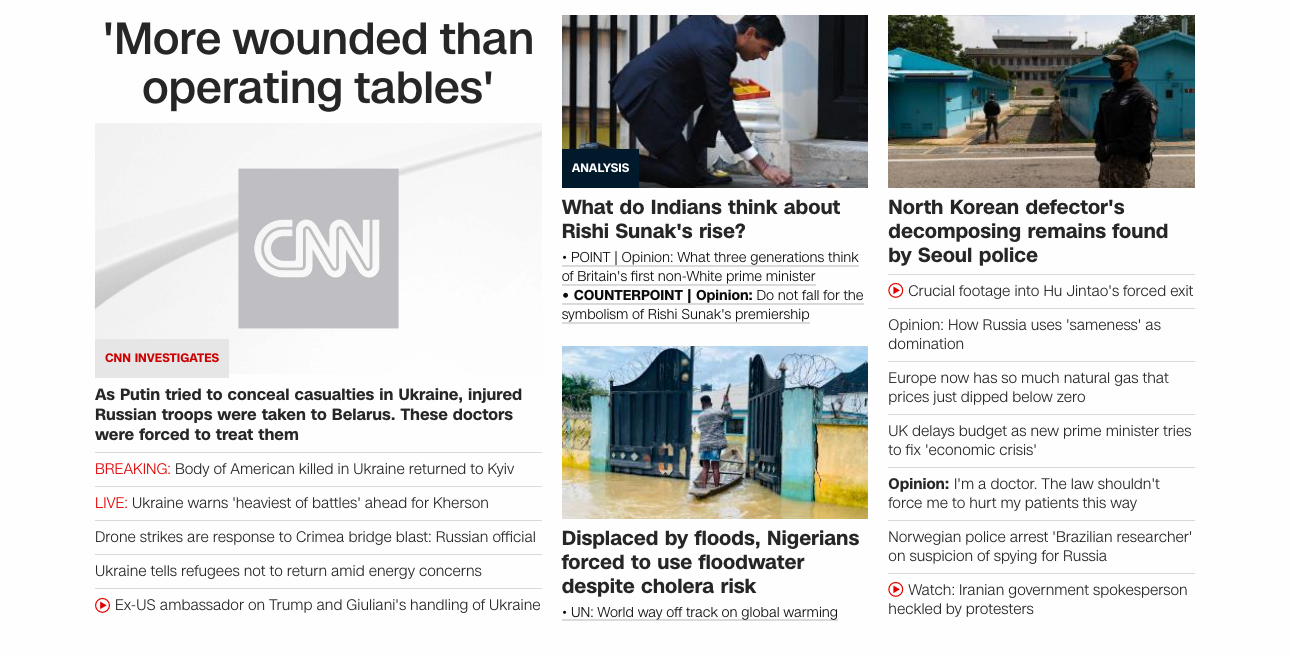 'More wounded than
operating tables'
CNN
CNN INVESTIGATES
As Putin tried to conceal casualties in Ukraine, injured
Russian troops were taken to Belarus. These doctors
were forced to treat them
BREAKING: Body of American killed in Ukraine returned to Kyiv
LIVE: Ukraine warns 'heaviest of battles' ahead for Kherson
Drone strikes are response to Crimea bridge blast: Russian official
Ukraine tells refugees not to return amid energy concerns
Ex-US ambassador on Trump and Giuliani's handling of Ukraine
ANALYSIS
What do Indians think about
Rishi Sunak's rise?
• POINT | Opinion: What three generations think
of Britain's first non-White prime minister
• COUNTERPOINT | Opinion: Do not fall for the
symbolism of Rishi Sunak's premiership
Displaced by floods, Nigerians
forced to use floodwater
despite cholera risk
• UN: World way off track on global warming
North Korean defector's
decomposing remains found
by Seoul police
Crucial footage into Hu Jintao's forced exit
Opinion: How Russia uses 'sameness' as
domination
Europe now has so much natural gas that
prices just dipped below zero
UK delays budget as new prime minister tries
to fix 'economic crisis'
Opinion: I'm a doctor. The law shouldn't
force me to hurt my patients this way
Norwegian police arrest 'Brazilian researcher'
on suspicion of spying for Russia
Watch: Iranian government spokesperson
heckled by protesters